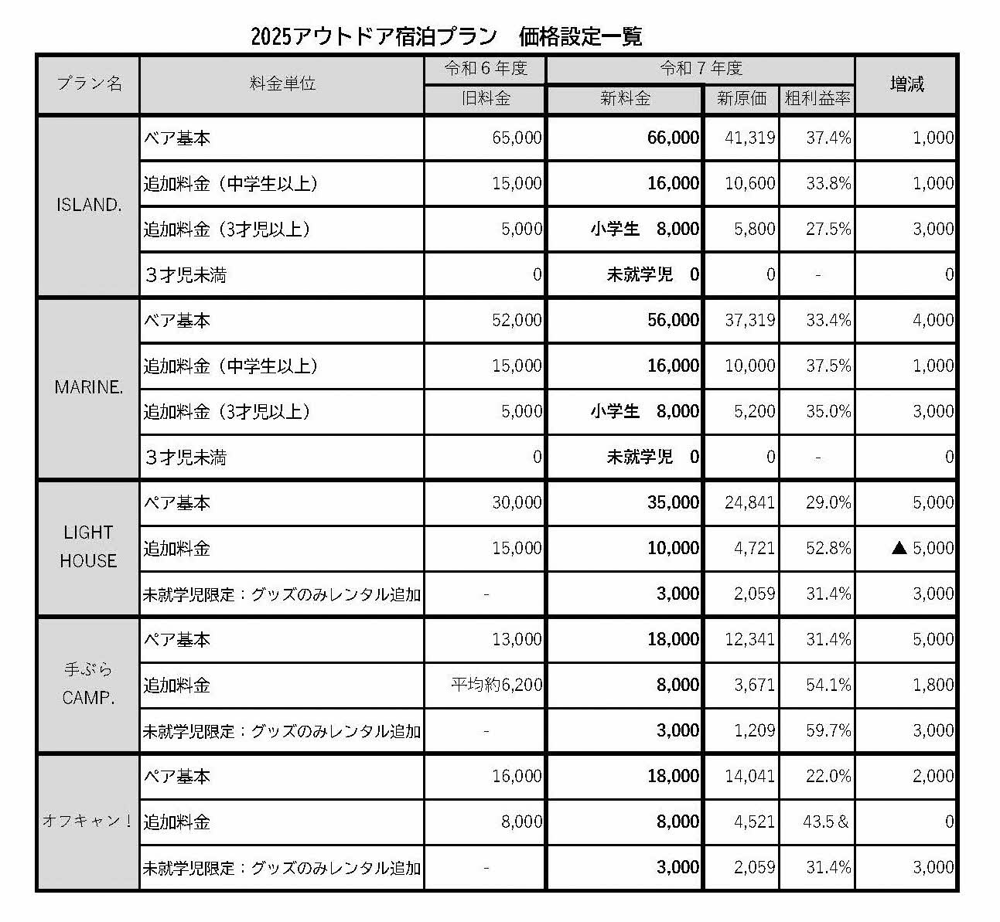 2025アウトドア宿泊プラン　価格設定一覧
プラン名 料金単位 令和６年度 令和７年度 増減
旧料金 新料金 新原価 粗利益率
ISLAND.
ペア基本 65,000 66,000 41,319 37.4% 1,000
追加料金（中学生以上） 15,000 16,000 10,600 33.8% 1,000
追加料金（3才児以上） 5,000 小学生　8,000 5,800 27.5% 3,000
３才児未満 0 未就学児　0 0 - 0
MARINE.
ペア基本 52,000 56,000 37,319 33.4% 4,000
追加料金（中学生以上） 15,000 16,000 10,000 37.5% 1,000
追加料金（3才児以上） 5,000 小学生　8,000 5,200 35.0% 3,000
３才児未満 0 未就学児　0 0 - 0
LIGHT
HOUSE
ペア基本 30,000 35,000 24,841 29.0% 5,000
追加料金 15,000 10,000 4,721 52.8% ▲ 5,000
未就学児限定：グッズのみレンタル追加 - 3,000 2,059 31.4% 3,000
手ぶら
CAMP.
ペア基本 13,000 18,000 12,341 31.4% 5,000
追加料金 平均約6,200 8,000 3,671 54.1% 1,800
未就学児限定：グッズのみレンタル追加 - 3,000 1,209 59.7% 3,000
オフキャン！
ペア基本 16,000 18,000 14,041 22.0% 2,000
追加料金 8,000 8,000 4,521 43.5＆ 0
未就学児限定：グッズのみレンタル追加 - 3,000 2,059 31.4% 3,000